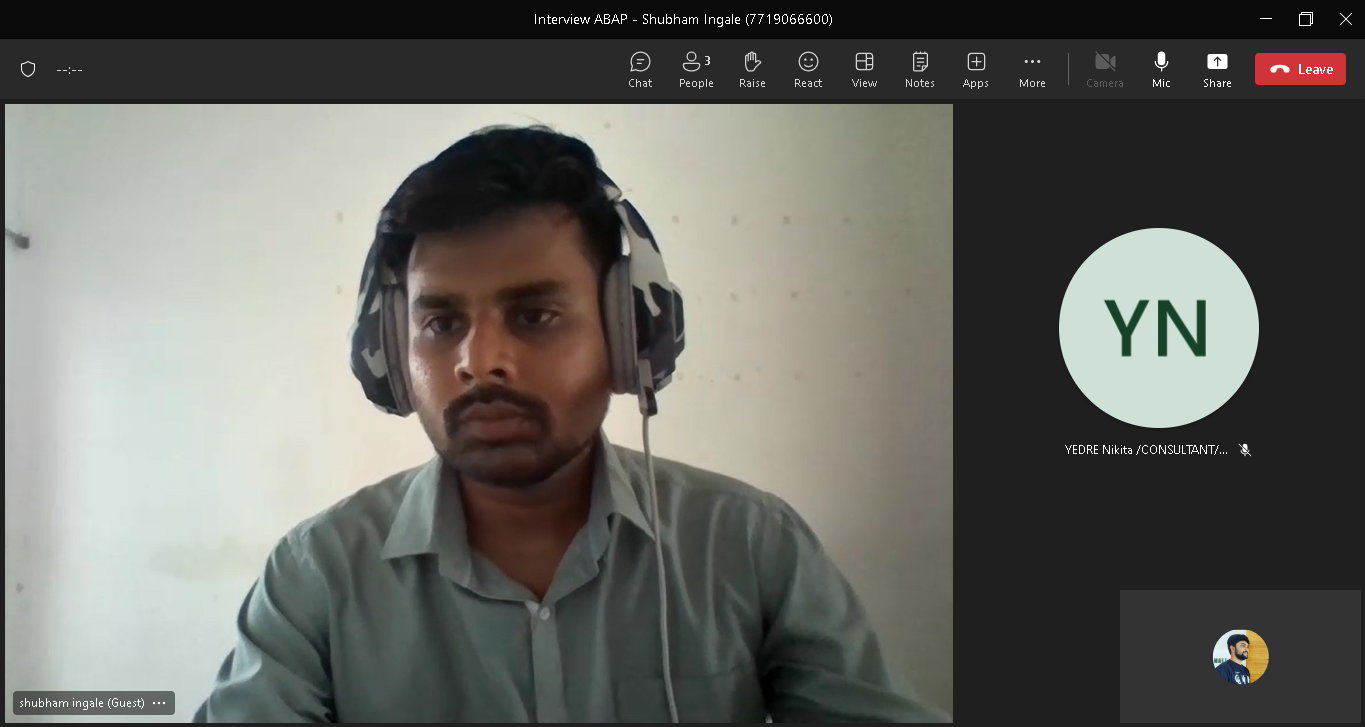 Interview ABAP - Shubham Ingale (7719066600)
--:--
Chat
People
3
Raise
React
View
Notes
Apps
More
Camera
Mic
Share
Leave
YN
YEDRE Nikita /CONSULTANT/...
shubham ingale (Guest)